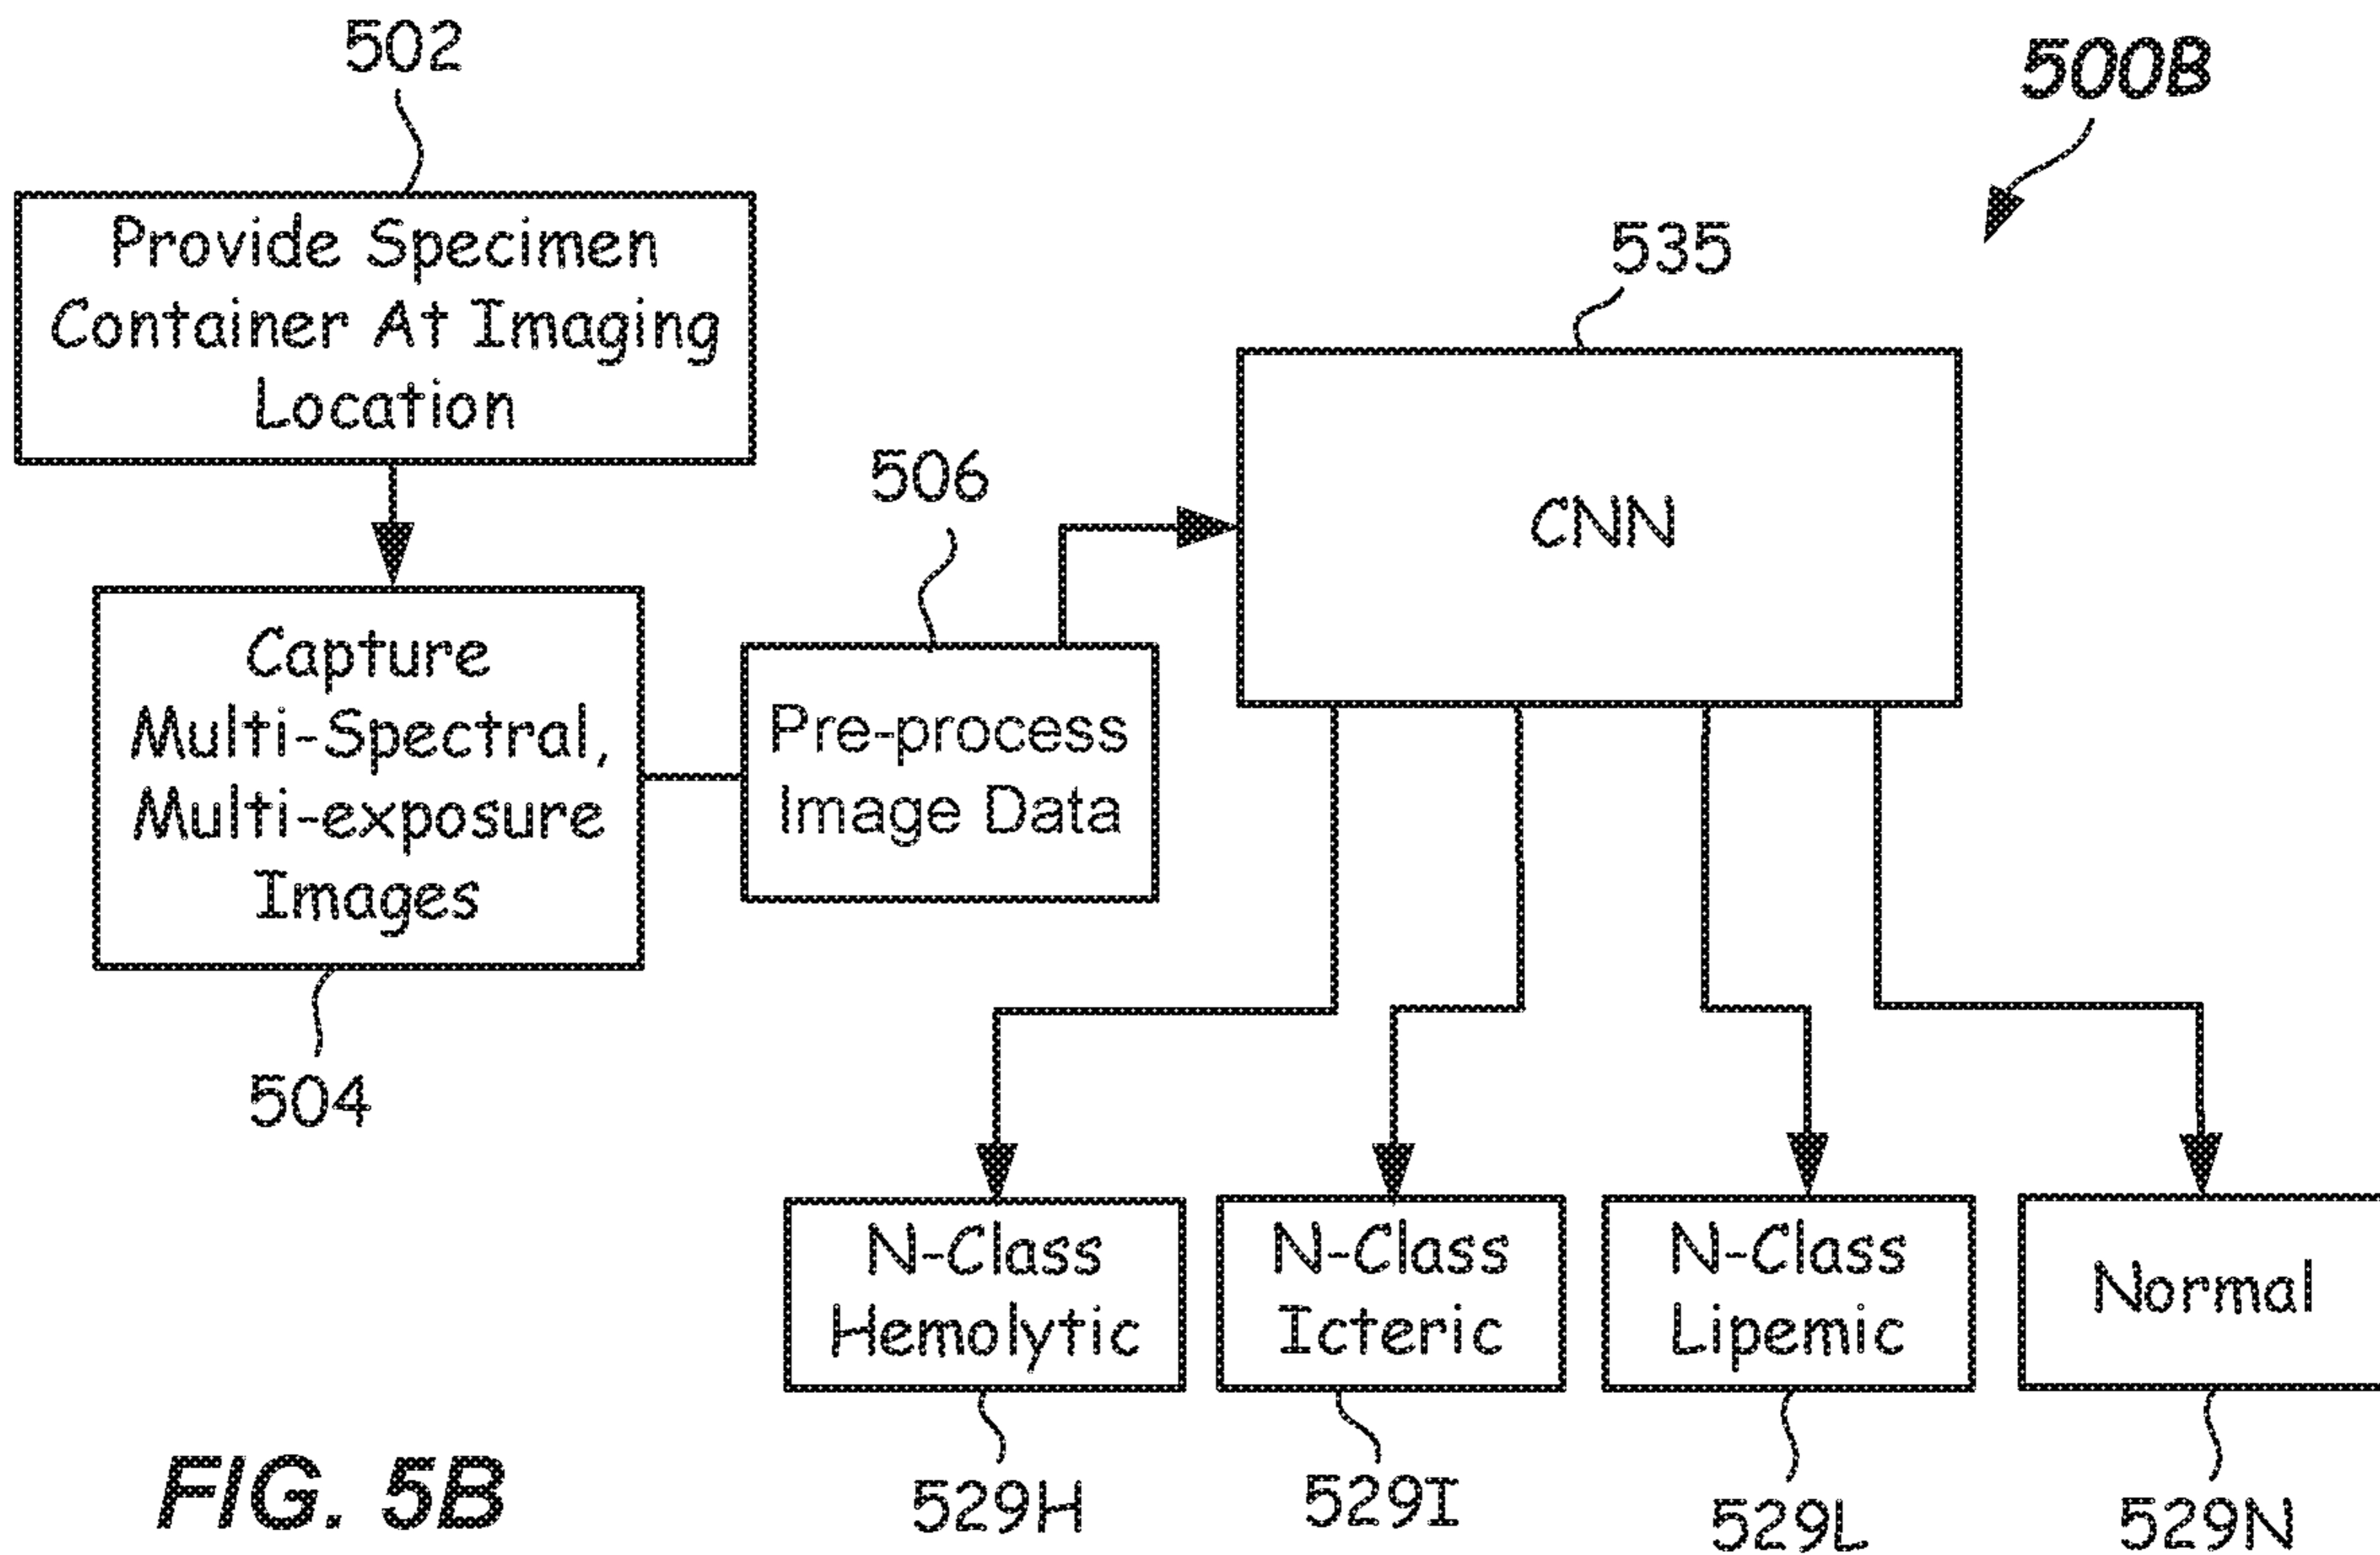 502
500B
Provide Specimen
Container At Imaging
Location
535
CNN
506
Capture
Multi-Spectral,
Multi-exposure
Images
Pre-process
Image Data
504
N-Class
Hemolytic
N-Class
Icteric
N-Class
Lipemic
Normal
529H
529I
529L
529N
FIG. 5B